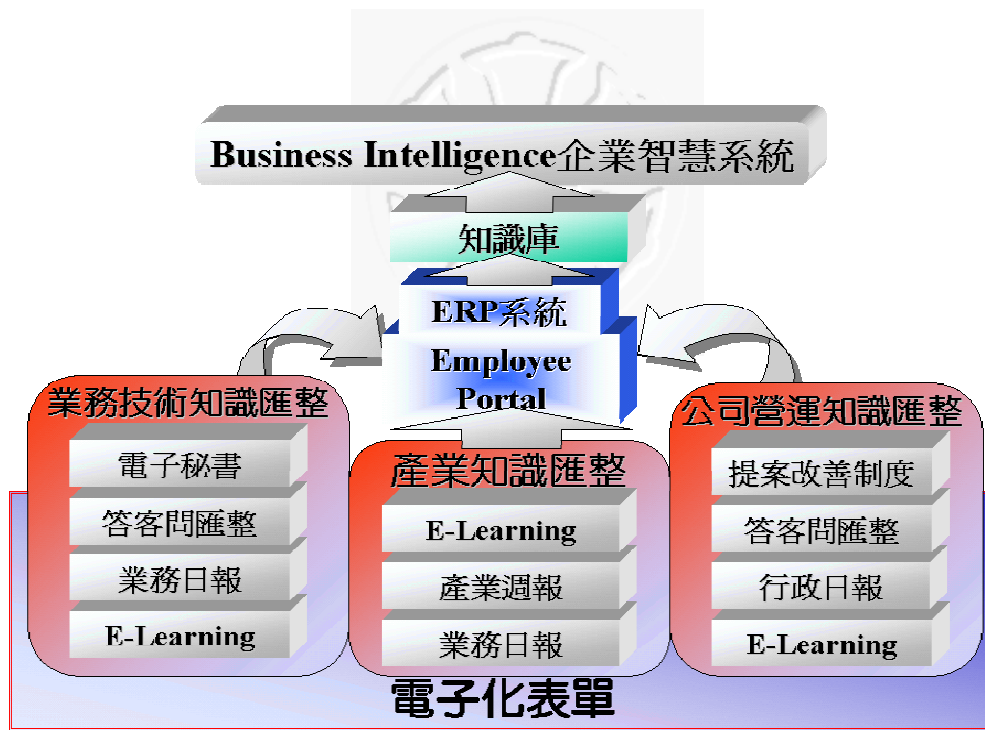 Business Intelligence企業智慧系統
知識庫
ERP系統
Employee
Portal
業務技術知識匯整
電子秘書
答客問匯整
業務日報
E-Learning
產業知識匯整
E-Learning
產業週報
業務日報
公司營運知識匯整
提案改善制度
答客問匯整
行政日報
E-Learning
電子化表單